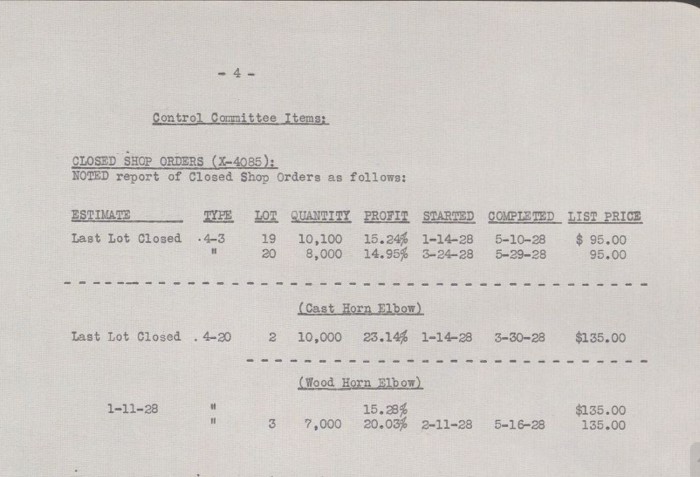 - 4 -
Control Committee Items:
CLOSED SHOP ORDERS (X-4085):
NOTED report of Closed Shop Orders as follows:
ESTIMATE TYPE LOT QUANTITY PROFIT STARTED COMPLETED LIST PRICE
Last Lot Closed 4-3 19 10,100 15.24% 1-14-28 5-10-28 $ 95.00
" 20 8,000 14.95% 3-24-28 5-29-28 95.00
(Cast Horn Elbow)
Last Lot Closed 4-20 2 10,000 23.14% 1-14-28 3-30-28 $135.00
(Wood Horn Elbow)
1-11-28 " 15.28% $135.00
" 3 7,000 20.03% 2-11-28 5-16-28 135.00